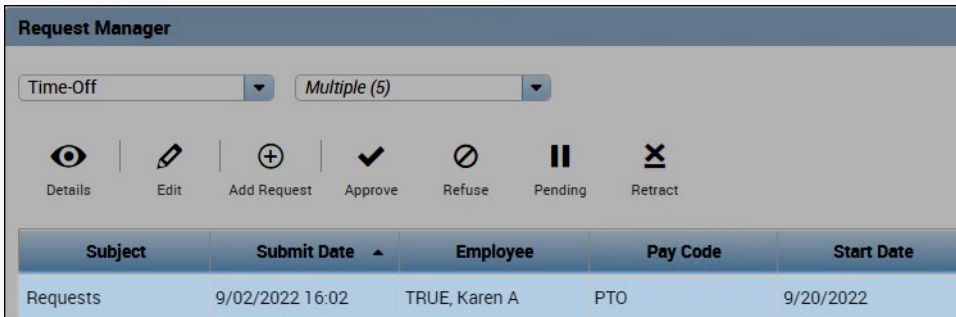 Request Manager
Time-Off Multiple (5)
Details Edit Add Request Approve Refuse Pending Retract
Subject Submit Date Employee Pay Code Start Date
Requests 9/02/2022 16:02 TRUE, Karen A PTO 9/20/2022